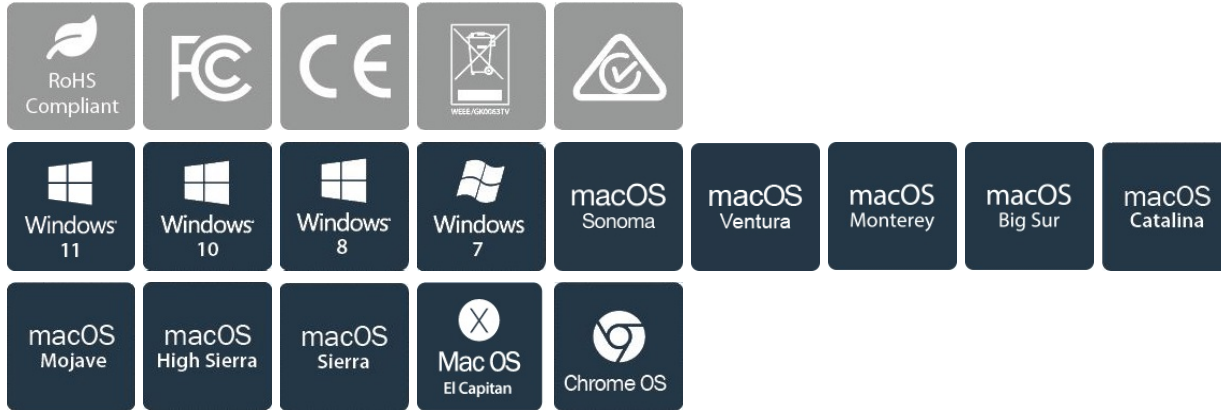 RoHS
Compliant
FC
CE
WEEE/GK0063TV
Windows
11
Windows
10
Windows
8
Windows
7
macOS
Sonoma
macOS
Ventura
macOS
Monterey
macOS
Big Sur
macOS
Catalina
macOS
Mojave
macOS
High Sierra
macOS
Sierra
X
Mac OS
El Capitan
Chrome OS